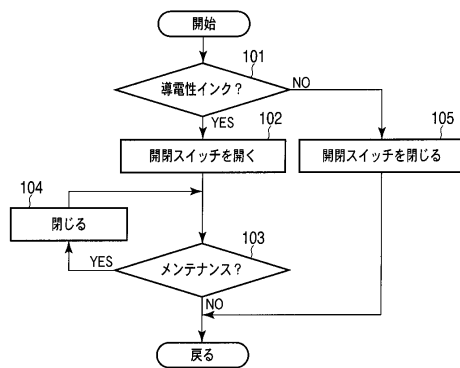 開始
101
導電性インク？
NO
YES
102
105
開閉スイッチを開く
開閉スイッチを閉じる
104
閉じる
103
YES
メンテナンス？
NO
戻る